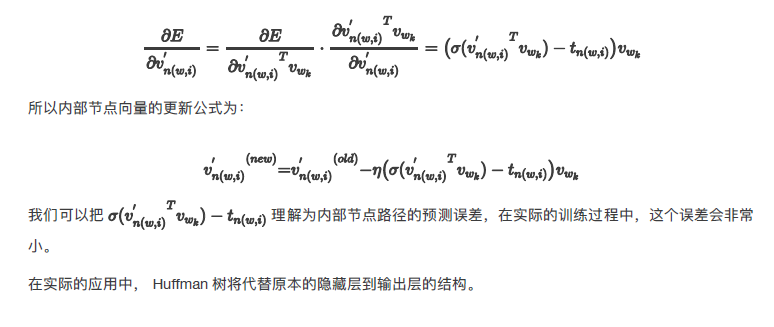 $$\frac{\partial E}{\partial v'_{n(w,i)}} = \frac{\partial E}{\partial {v'_{n(w,i)}}^T v_{w_k}} \cdot \frac{\partial {v'_{n(w,i)}}^T v_{w_k}}{\partial v'_{n(w,i)}} = \left(\sigma({v'_{n(w,i)}}^T v_{w_k}) - t_{n(w,i)}\right) v_{w_k}$$
所以内部节点向量的更新公式为：
$${v'_{n(w,i)}}^{(new)} = {v'_{n(w,i)}}^{(old)} - \eta\left(\sigma({v'_{n(w,i)}}^T v_{w_k}) - t_{n(w,i)}\right) v_{w_k}$$
我们可以把 $\sigma({v'_{n(w,i)}}^T v_{w_k}) - t_{n(w,i)}$ 理解为内部节点路径的预测误差，在实际的训练过程中，这个误差会非常
小。
在实际的应用中， Huffman 树将代替原本的隐藏层到输出层的结构。